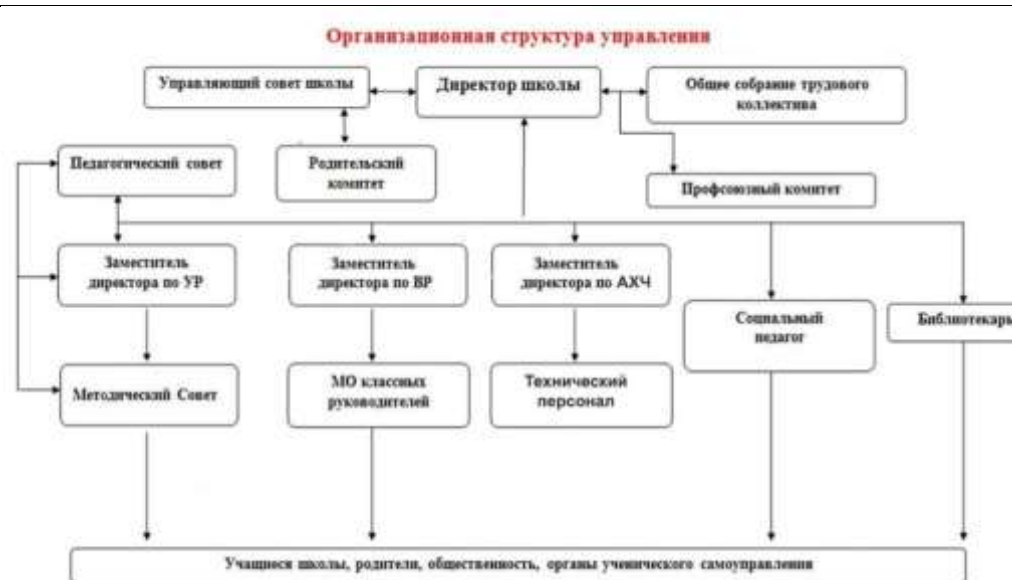 Организационная структура управления
Управляющий совет школы
Директор школы
Общее собрание трудового
коллектива
Педагогический совет
Родительский
комитет
Профсоюзный комитет
Заместитель
директора по УР
Заместитель
директора по ВР
Заместитель
директора по АХЧ
Социальный
педагог
Библиотекарь
Методический Совет
МО классных
руководителей
Технический
персонал
Учащиеся школы, родители, общественность, органы ученического самоуправления